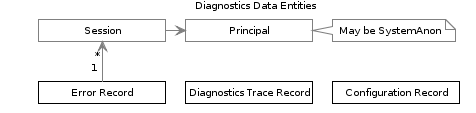 Diagnostics Data Entities
Session
Principal
May be SystemAnon
*
1
Error Record
Diagnostics Trace Record
Configuration Record